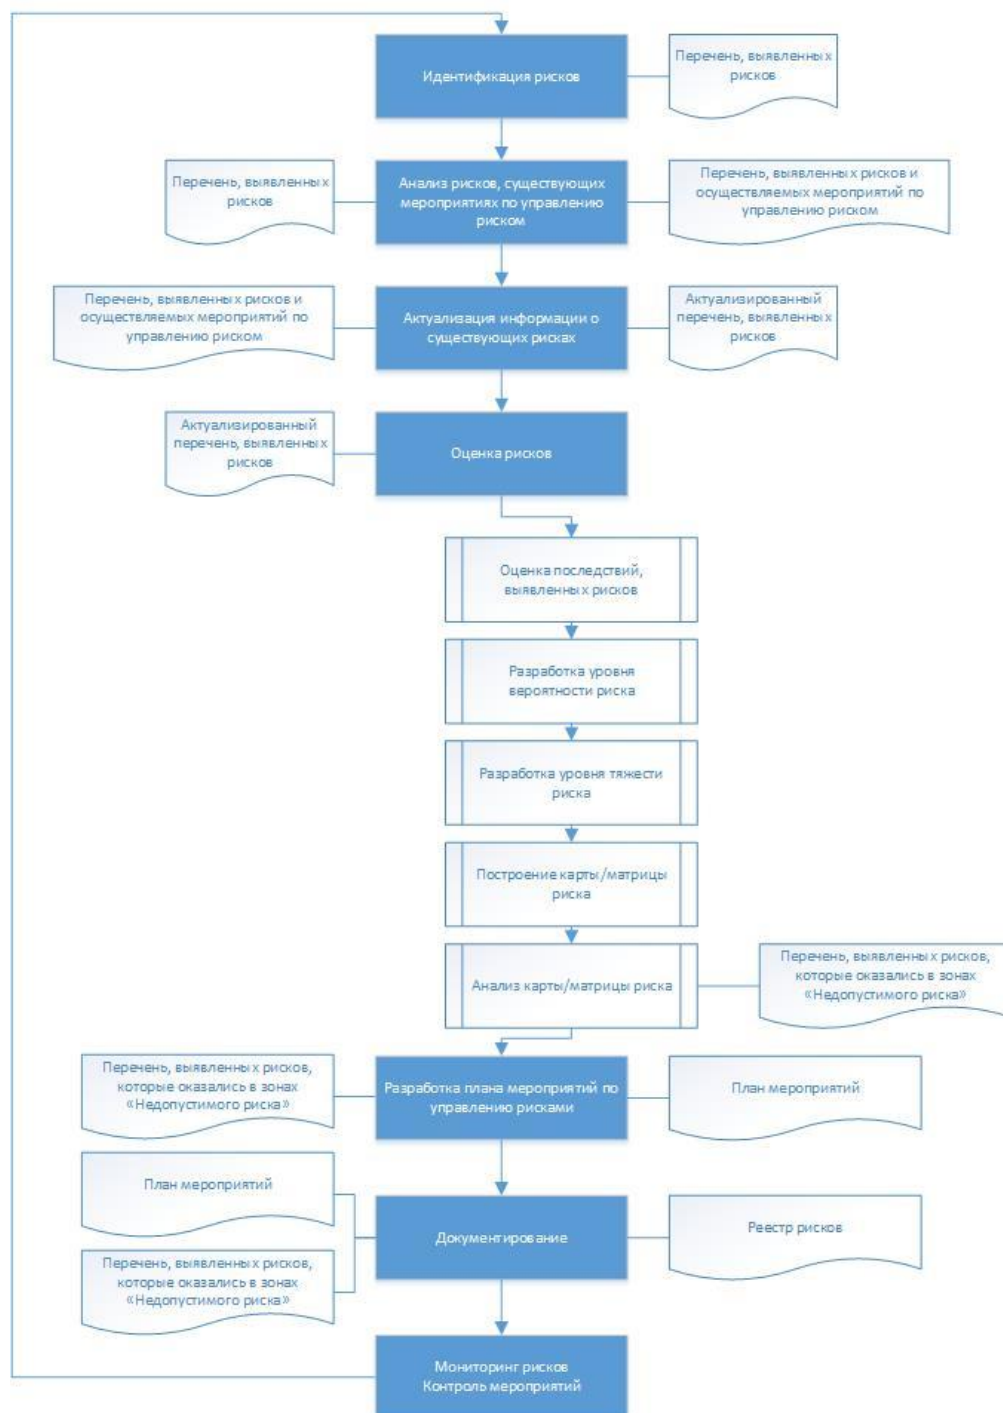 Идентификация рисков
Перечень, выявленных
рисков
Перечень, выявленных
рисков
Анализ рисков, существующих
мероприятиях по управлению
риском
Перечень, выявленных рисков и
осуществляемых мероприятий по
управлению риском
Перечень, выявленных рисков и
осуществляемых мероприятий по
управлению риском
Актуализация информации о
существующих рисках
Актуализированный
перечень, выявленных
рисков
Актуализированный
перечень, выявленных
рисков
Оценка рисков
Оценка последствий,
выявленных рисков
Разработка уровня
вероятности риска
Разработка уровня тяжести
риска
Построение карты/матрицы
риска
Анализ карты/матрицы риска
Перечень, выявленных рисков,
которые оказались в зонах
«Недопустимого риска»
Перечень, выявленных рисков,
которые оказались в зонах
«Недопустимого риска»
Разработка плана мероприятий по
управлению рисками
План мероприятий
План мероприятий
Документирование
Реестр рисков
Перечень, выявленных рисков,
которые оказались в зонах
«Недопустимого риска»
Мониторинг рисков
Контроль мероприятий